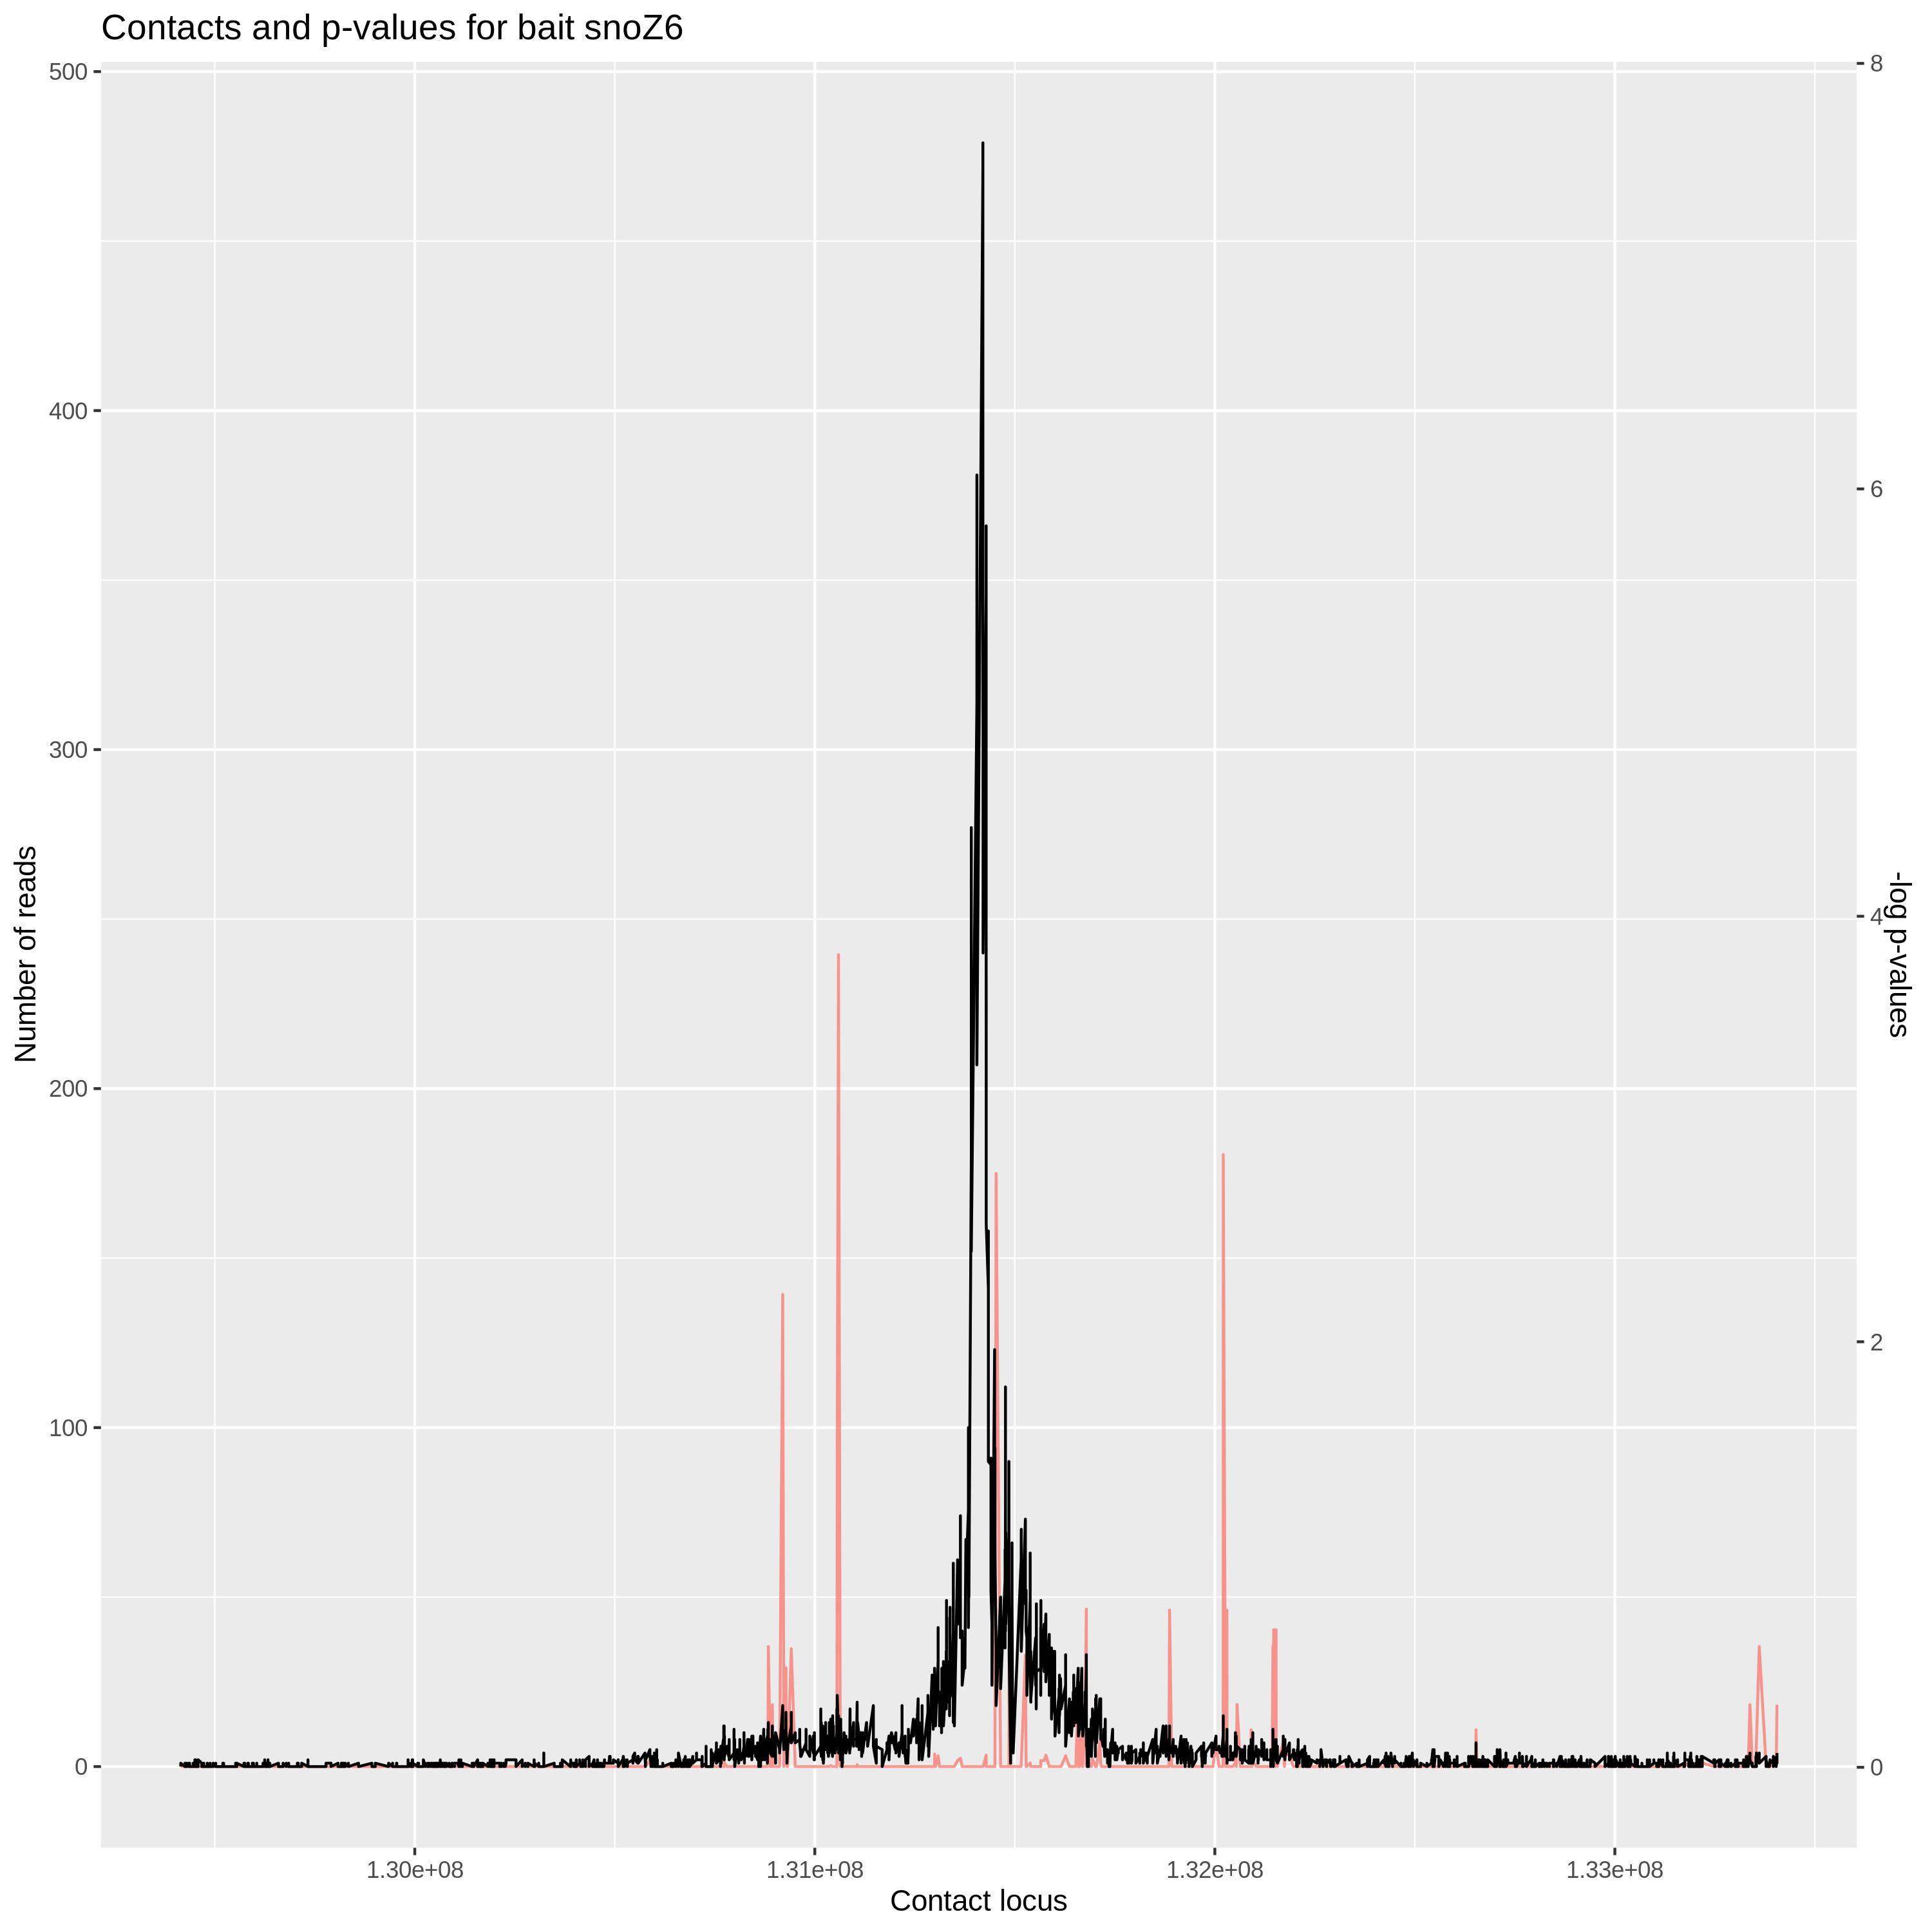 Contacts and p-values for bait snoZ6
500
400
300
200
100
0
Number of reads
8
6
4
2
0
-log p-values
1.30e+08
1.31e+08
1.32e+08
1.33e+08
Contact locus